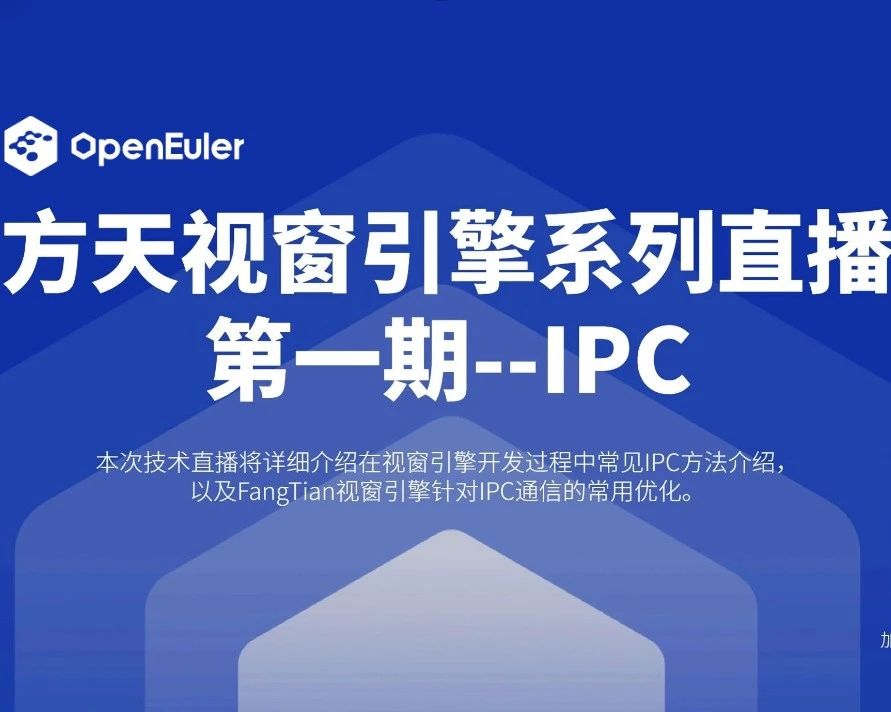 OpenEuler
方天视窗引擎系列直播
第一期--IPC
本次技术直播将详细介绍在视窗引擎开发过程中常见IPC方法介绍，
以及FangTian视窗引擎针对IPC通信的常用优化。